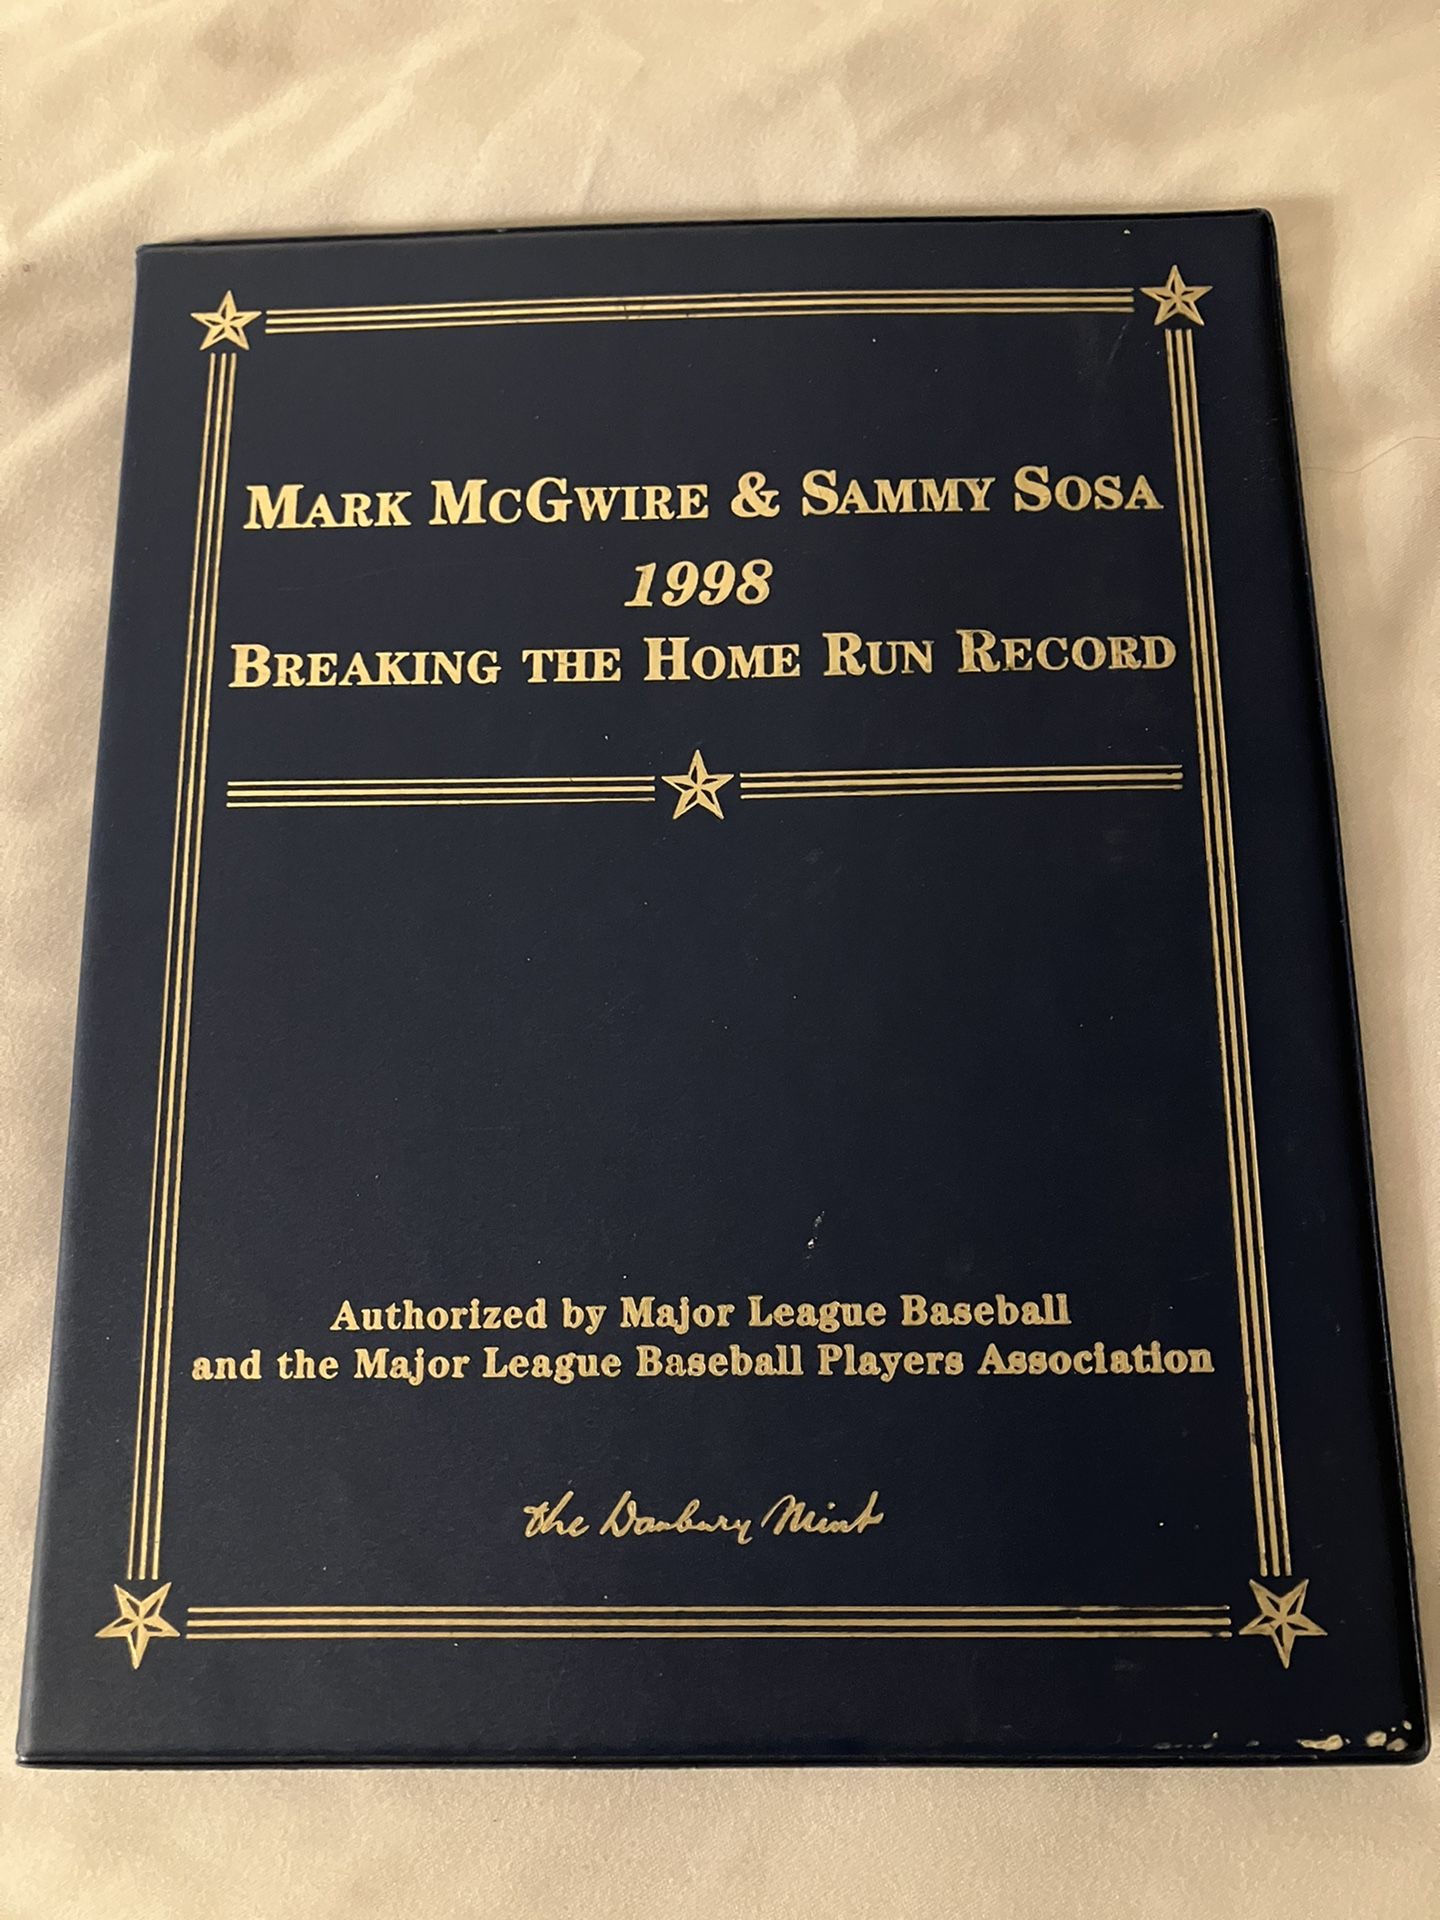 MARK MCGWIRE & SAMMY SOSA
1998
BREAKING THE HOME RUN RECORD
Authorized by Major League Baseball
and the Major League Baseball Players Association
the Danbury Mint